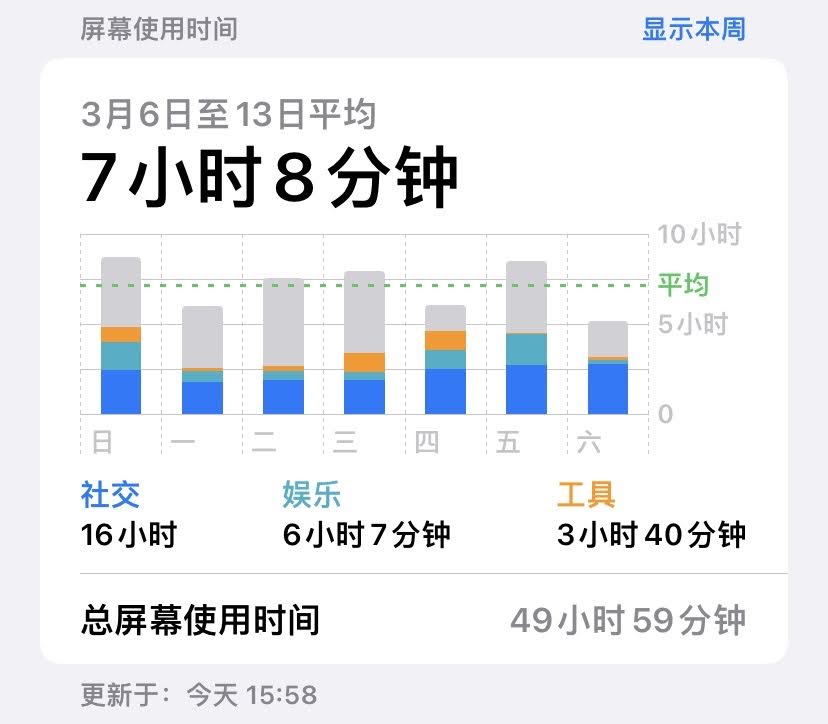 屏幕使用时间 显示本周
3月6日至13日平均
7小时8分钟
10小时
平均
5小时
0
日 一 二 三 四 五 六
社交 娱乐 工具
16小时 6小时7分钟 3小时40分钟
总屏幕使用时间 49小时59分钟
更新于：今天 15:58